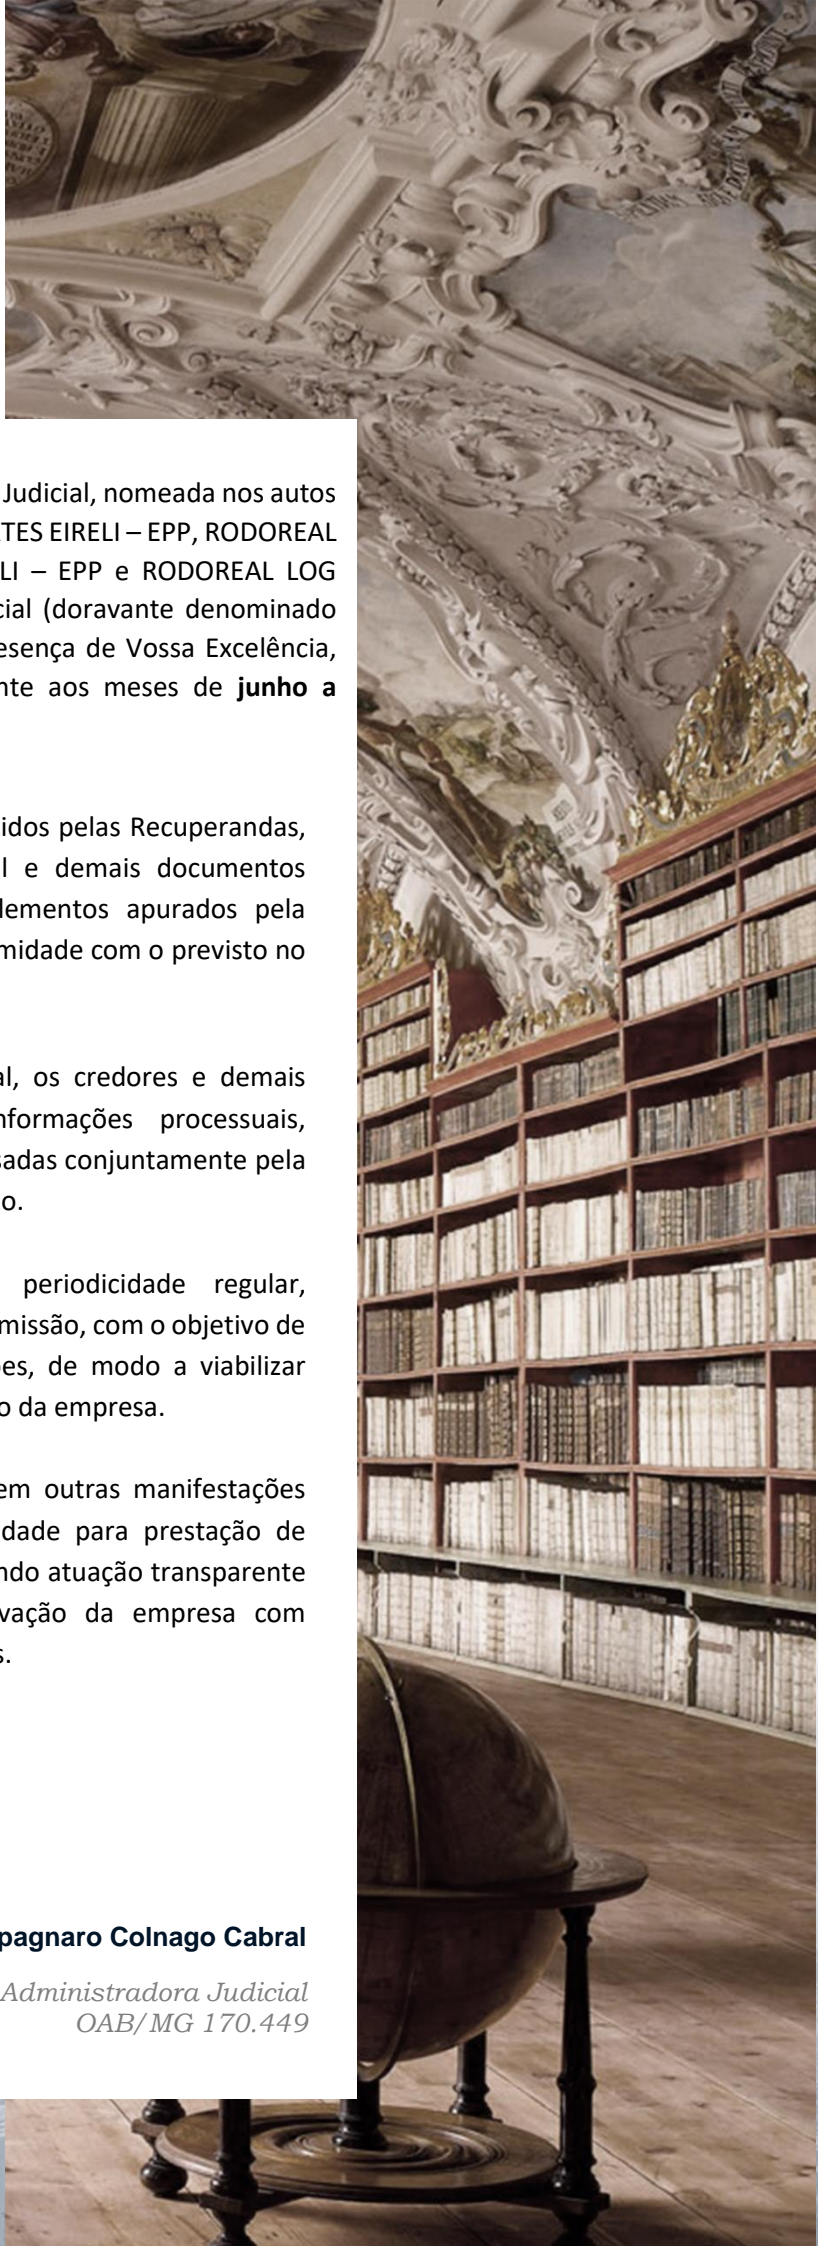 Judicial, nomeada nos autos
TES EIRELI – EPP, RODOREAL
LI – EPP e RODOREAL LOG
cial (doravante denominado
esença de Vossa Excelência,
nte aos meses de junho a
idos pelas Recuperandas,
l e demais documentos
lementos apurados pela
midade com o previsto no
al, os credores e demais
nformações processuais,
sadas conjuntamente pela
o.
periodicidade regular,
missão, com o objetivo de
ões, de modo a viabilizar
o da empresa.
em outras manifestações
idade para prestação de
ndo atuação transparente
vação da empresa com
s.
pagnaro Colnago Cabral
Administradora Judicial
OAB/MG 170.449